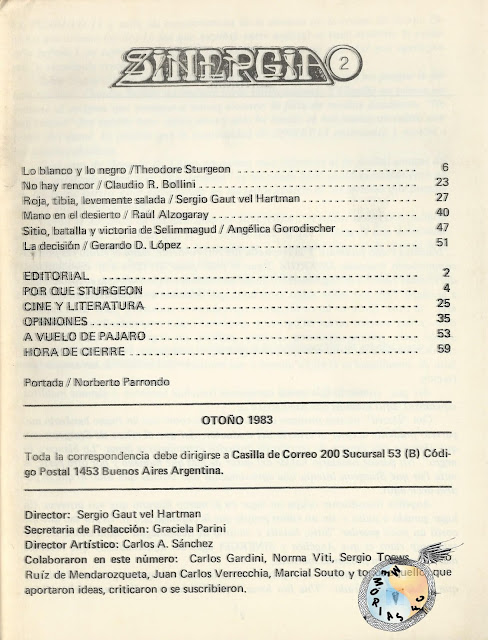 SINERGIA 2
Lo blanco y lo negro /Theodore Sturgeon 6
No hay rencor / Claudio R. Bollini 23
Roja, tibia, levemente salada / Sergio Gaut vel Hartman 27
Mano en el desierto / Raúl Alzogaray 40
Sitio, batalla y victoria de Selimmagud / Angélica Gorodischer 47
La decisión / Gerardo D. López 51
EDITORIAL 2
POR QUE STURGEON 4
CINE Y LITERATURA 25
OPINIONES 35
A VUELO DE PAJARO 53
HORA DE CIERRE 59
Portada / Norberto Parrondo
OTOÑO 1983
Toda la correspondencia debe dirigirse a Casilla de Correo 200 Sucursal 53 (B) Códi-
go Postal 1453 Buenos Aires Argentina.
Director: Sergio Gaut vel Hartman
Secretaria de Redacción: Graciela Parini
Director Artístico: Carlos A. Sánchez
Colaboraron en este número: Carlos Gardini, Norma Viti, Sergio
Ruíz de Mendarozqueta, Juan Carlos Verrecchia, Marcial Souto y que
aportaron ideas, criticaron o se suscribieron.
MEMORIAS